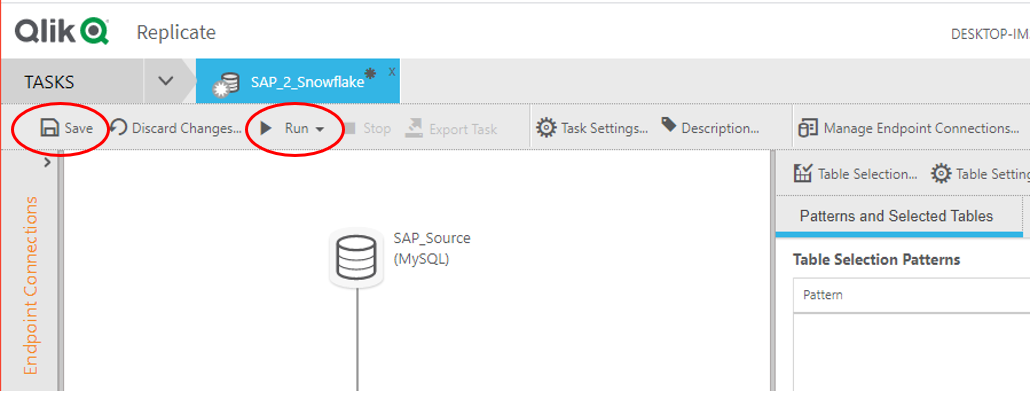 Qlik Replicate DESKTOP-IM
TASKS SAP_2_Snowflake* x
Save Discard Changes... Run Stop Export Task Task Settings... Description... Manage Endpoint Connections...
Table Selection... Table Setting
Endpoint Connections
SAP_Source
(MySQL)
Patterns and Selected Tables
Table Selection Patterns
Pattern